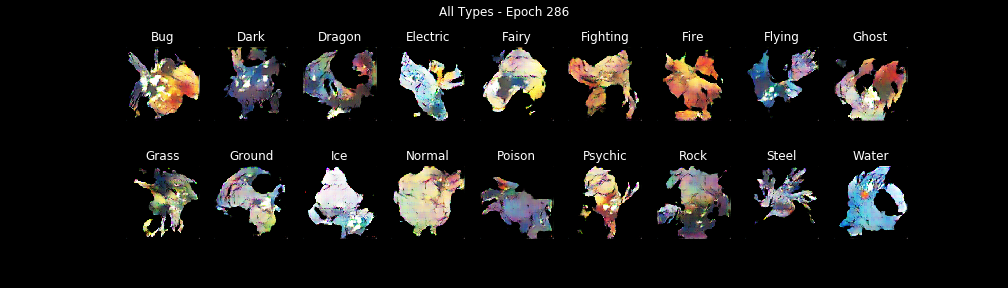 All Types - Epoch 286
Bug Dark Dragon Electric Fairy Fighting Fire Flying Ghost
Grass Ground Ice Normal Poison Psychic Rock Steel Water